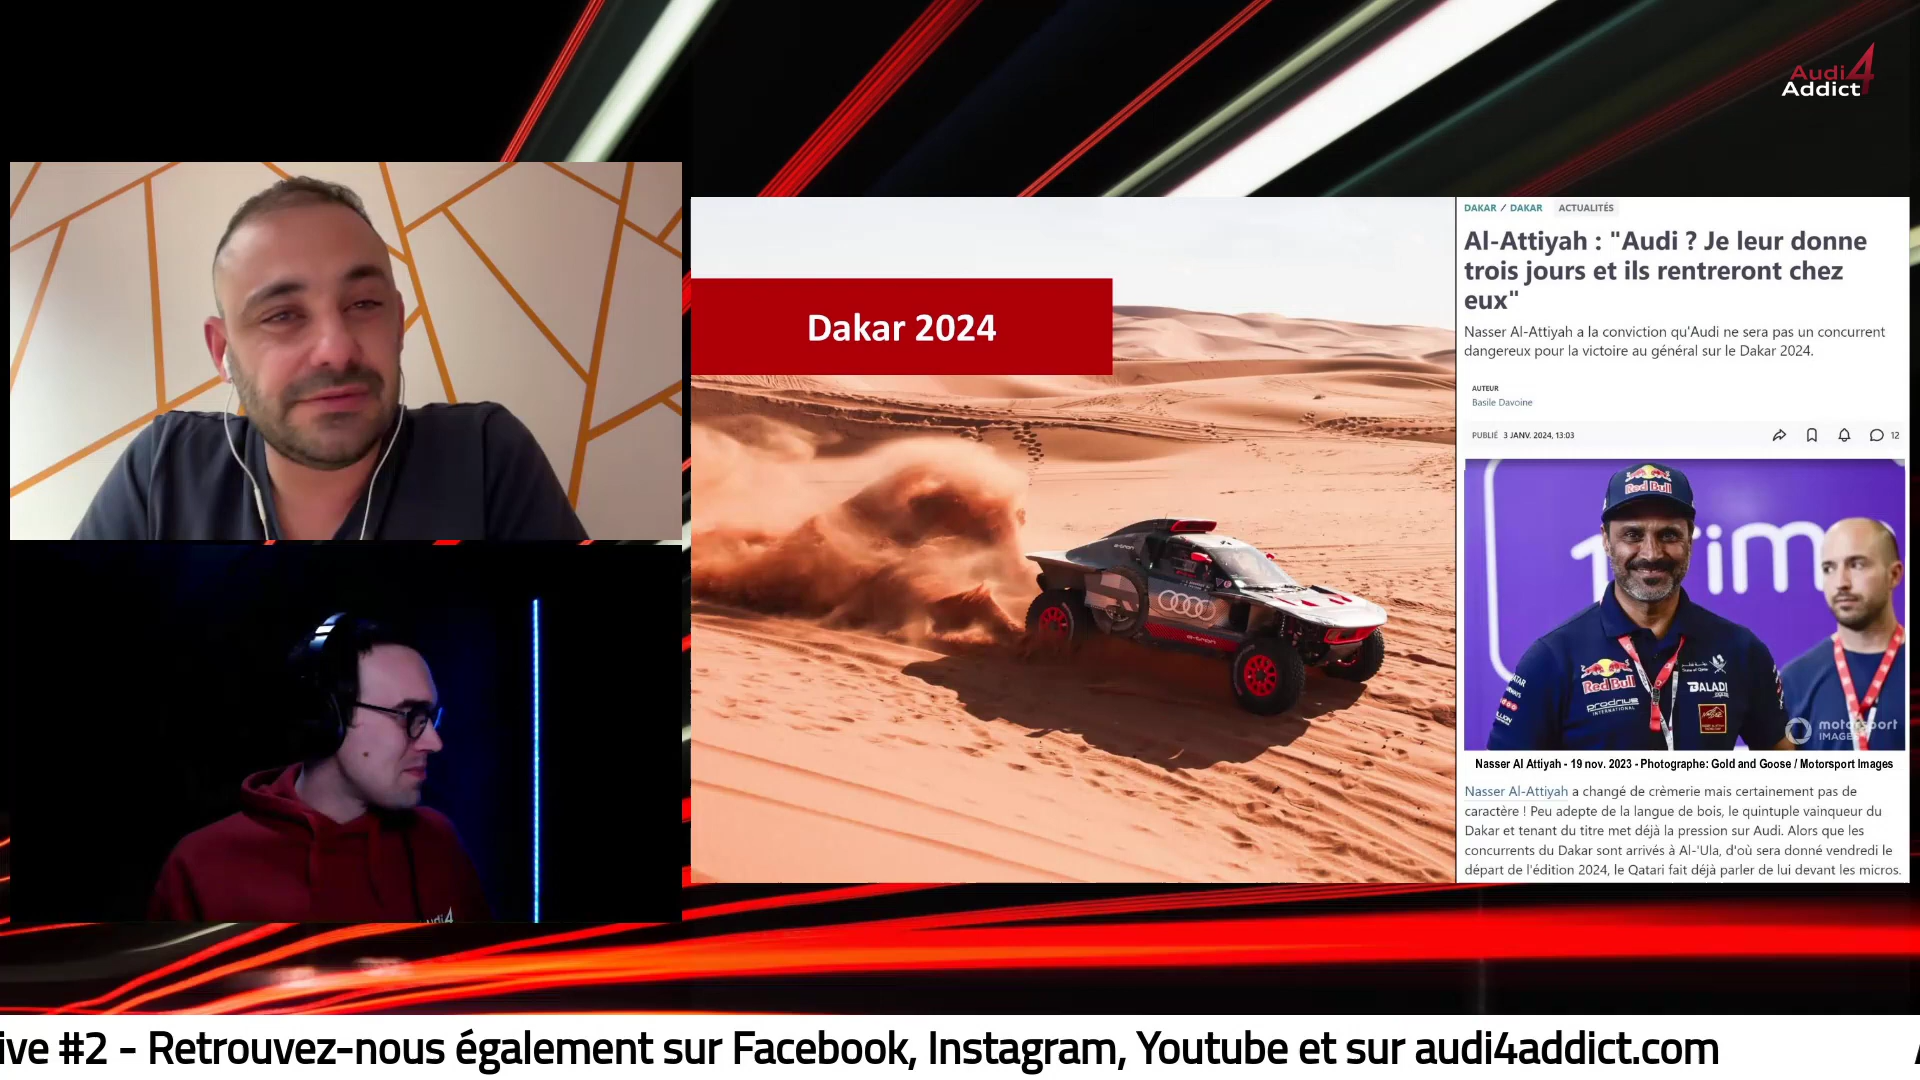 Audi4
Addict
Dakar 2024
e-tron
e-tron
DAKAR / DAKAR ACTUALITÉS
Al-Attiyah : "Audi ? Je leur donne
trois jours et ils rentreront chez
eux"
Nasser Al-Attiyah a la conviction qu'Audi ne sera pas un concurrent
dangereux pour la victoire au général sur le Dakar 2024.
AUTEUR
Basile Davoine
PUBLIÉ 3 JANV. 2024, 13:03
12
Red Bull
Red Bull
BALADI
prodrive
INTERNATIONAL
motorsport
IMAGES
Nasser Al Attiyah - 19 nov. 2023 - Photographe: Gold and Goose / Motorsport Images
Nasser Al-Attiyah a changé de crèmerie mais certainement pas de
caractère ! Peu adepte de la langue de bois, le quintuple vainqueur du
Dakar et tenant du titre met déjà la pression sur Audi. Alors que les
concurrents du Dakar sont arrivés à Al-'Ula, d'où sera donné vendredi le
départ de l'édition 2024, le Qatari fait déjà parler de lui devant les micros.
ive #2 - Retrouvez-nous également sur Facebook, Instagram, Youtube et sur audi4addict.com